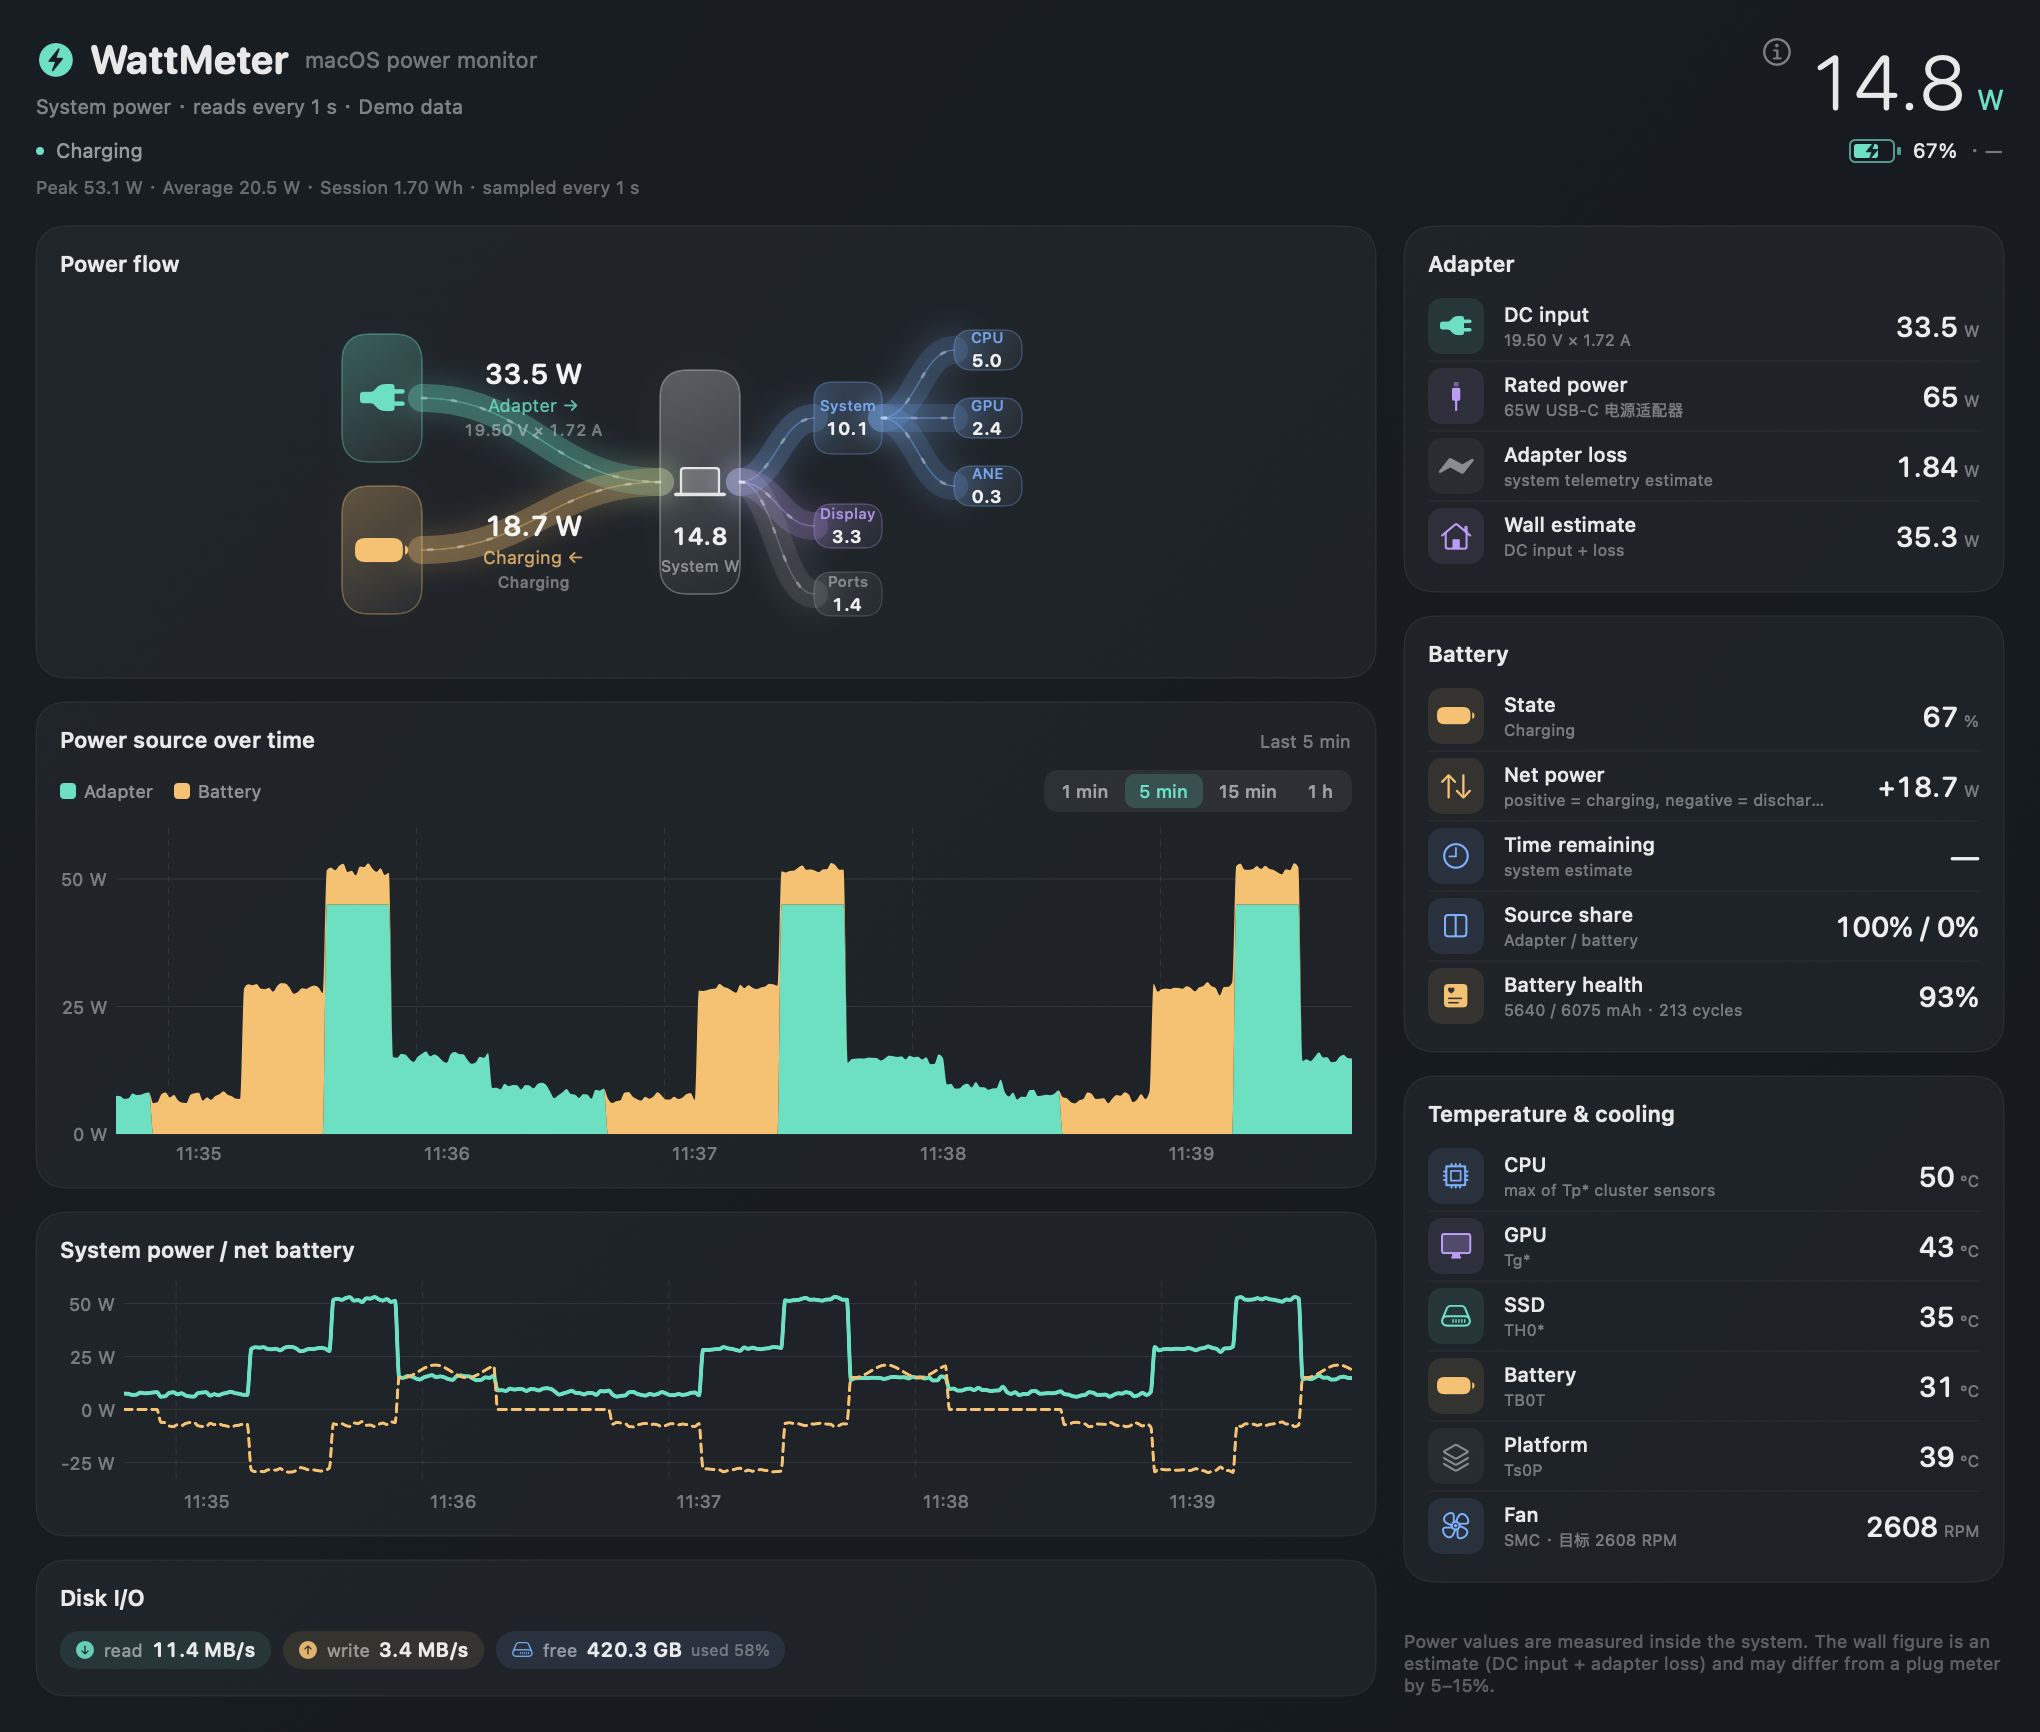 WattMeter macOS power monitor
System power · reads every 1 s · Demo data
Charging
Peak 53.1 W · Average 20.5 W · Session 1.70 Wh · sampled every 1 s
14.8 W
67% · —
Power flow
33.5 W
Adapter →
19.50 V × 1.72 A
18.7 W
Charging ←
Charging
14.8
System W
System
10.1
CPU
5.0
GPU
2.4
ANE
0.3
Display
3.3
Ports
1.4
Power source over time
Last 5 min
Adapter Battery
1 min 5 min 15 min 1 h
50 W
25 W
0 W
11:35 11:36 11:37 11:38 11:39
System power / net battery
50 W
25 W
0 W
-25 W
11:35 11:36 11:37 11:38 11:39
Disk I/O
read 11.4 MB/s write 3.4 MB/s free 420.3 GB used 58%
Adapter
DC input
19.50 V × 1.72 A
33.5 W
Rated power
65W USB-C 电源适配器
65 W
Adapter loss
system telemetry estimate
1.84 W
Wall estimate
DC input + loss
35.3 W
Battery
State
Charging
67 %
Net power
positive = charging, negative = dischar...
+18.7 W
Time remaining
system estimate
—
Source share
Adapter / battery
100% / 0%
Battery health
5640 / 6075 mAh · 213 cycles
93%
Temperature & cooling
CPU
max of Tp* cluster sensors
50 °C
GPU
Tg*
43 °C
SSD
TH0*
35 °C
Battery
TB0T
31 °C
Platform
Ts0P
39 °C
Fan
SMC · 目标 2608 RPM
2608 RPM
Power values are measured inside the system. The wall figure is an
estimate (DC input + adapter loss) and may differ from a plug meter
by 5–15%.